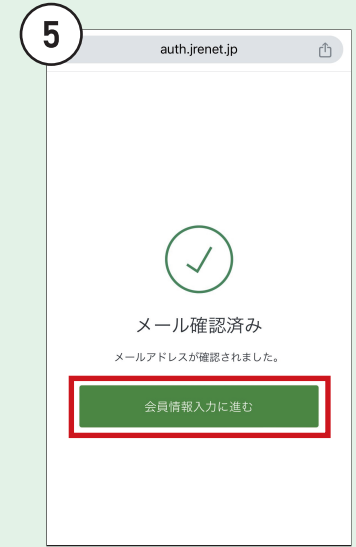 5
auth.jrenet.jp
メール確認済み
メールアドレスが確認されました。
会員情報入力に進む